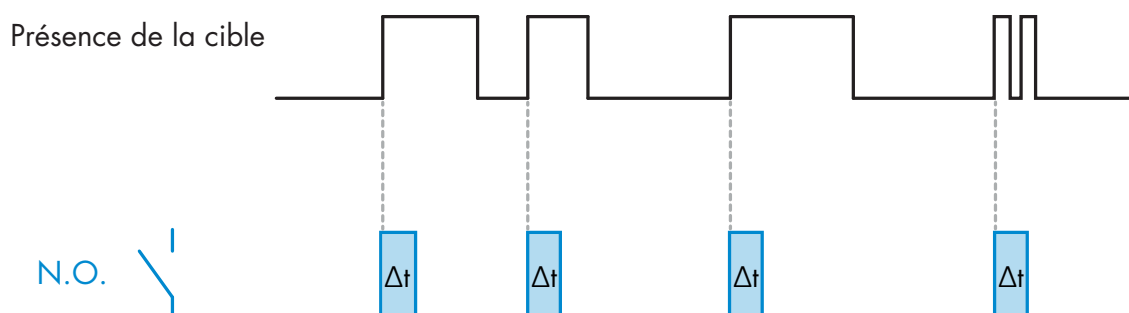 Présence de la cible
N.O.
Δt Δt Δt Δt